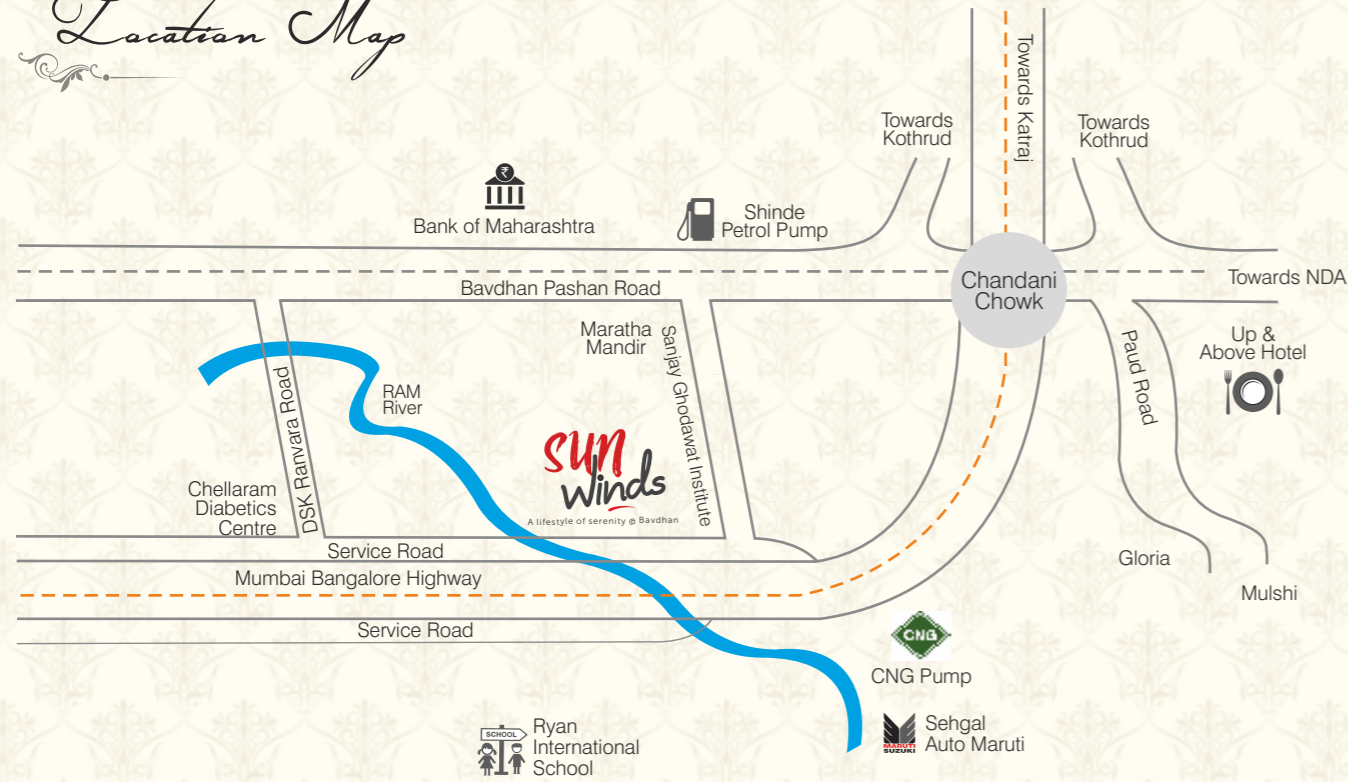 Location Map
Towards Katraj
Towards
Kothrud
Towards
Kothrud
₹
Bank of Maharashtra
Shinde
Petrol Pump
Chandani
Chowk
Towards NDA
Bavdhan Pashan Road
Maratha
Mandir
Sanjay Ghodawat Institute
Paud Road
Up &
Above Hotel
RAM
River
DSK Ranvara Road
sun
winds
A lifestyle of serenity @ Bavdhan
Chellaram
Diabetics
Centre
Service Road
Mumbai Bangalore Highway
Service Road
Gloria
Mulshi
CNG
CNG Pump
SCHOOL
Ryan
International
School
MARUTI
SUZUKI
Sehgal
Auto Maruti